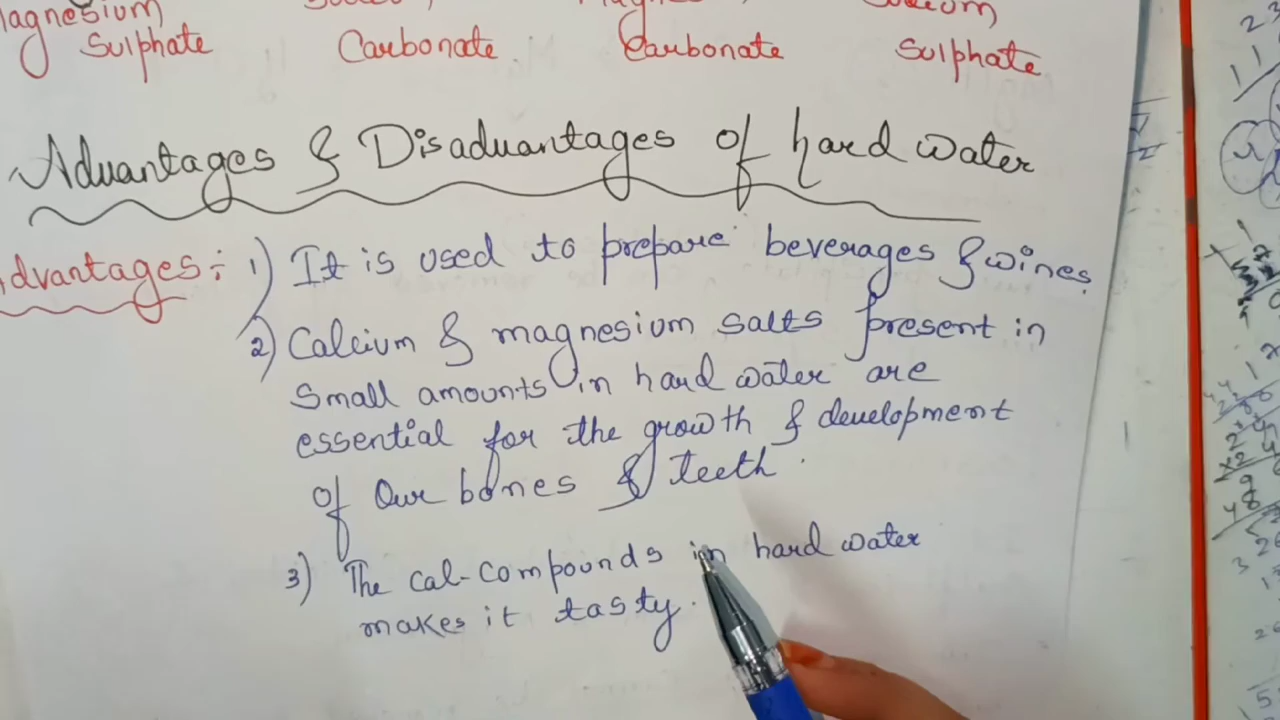 Magnesium
Sulphate Carbonate Carbonate Sulphate
Advantages & Disadvantages of hard water
Advantages: 1) It is used to prepare beverages & wines.
2) Calcium & magnesium salts present in
small amounts in hard water are
essential for the growth & development
of our bones & teeth.
3) The cal-compounds in hard water
makes it tasty.